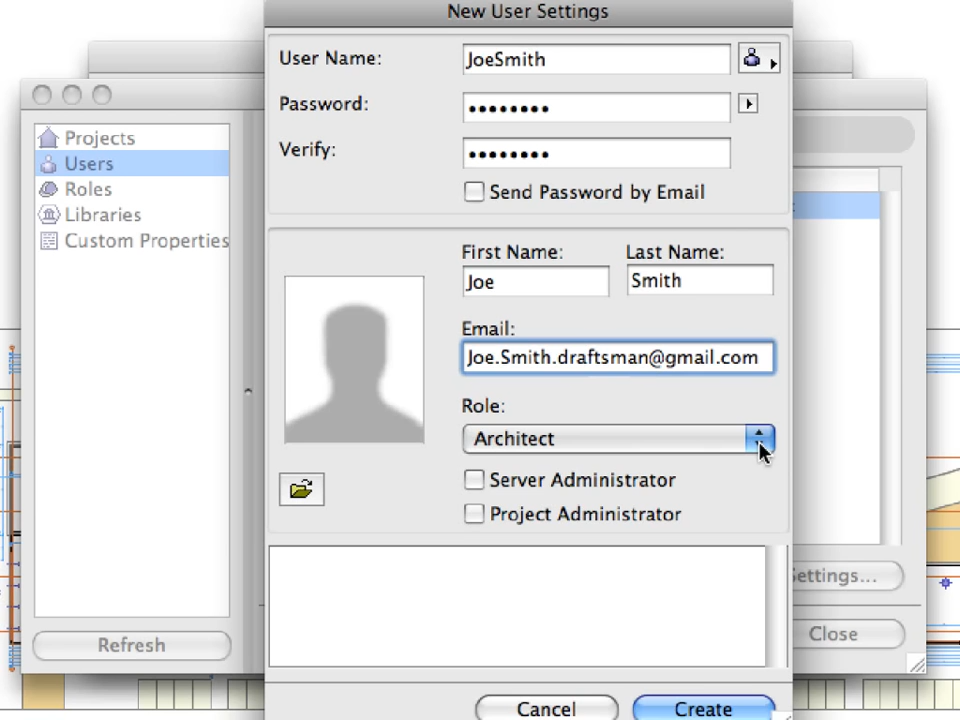 New User Settings
User Name: JoeSmith
Password: ••••••••
Verify: ••••••••
Send Password by Email
Projects
Users
Roles
Libraries
Custom Properties
First Name: Last Name:
Joe Smith
Email:
Joe.Smith.draftsman@gmail.com
Role:
Architect
Server Administrator
Project Administrator
Settings...
Refresh
Close
Cancel Create